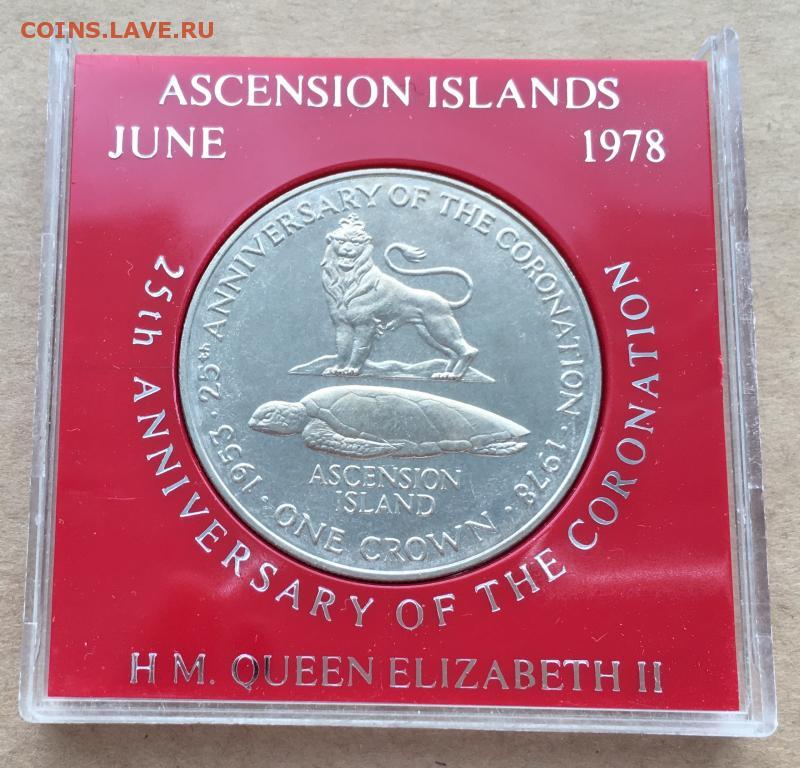 COINS.LAVE.RU
ASCENSION ISLANDS
JUNE 1978
25th ANNIVERSARY OF THE CORONATION
1953 · 25th ANNIVERSARY OF THE CORONATION · 1978 ·
ASCENSION
ISLAND
ONE CROWN
H M. QUEEN ELIZABETH II